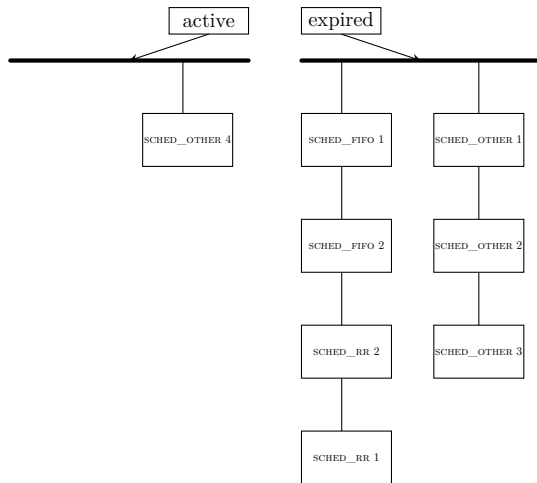 active expired
SCHED_OTHER 4 SCHED_FIFO 1 SCHED_OTHER 1
SCHED_FIFO 2 SCHED_OTHER 2
SCHED_RR 2 SCHED_OTHER 3
SCHED_RR 1